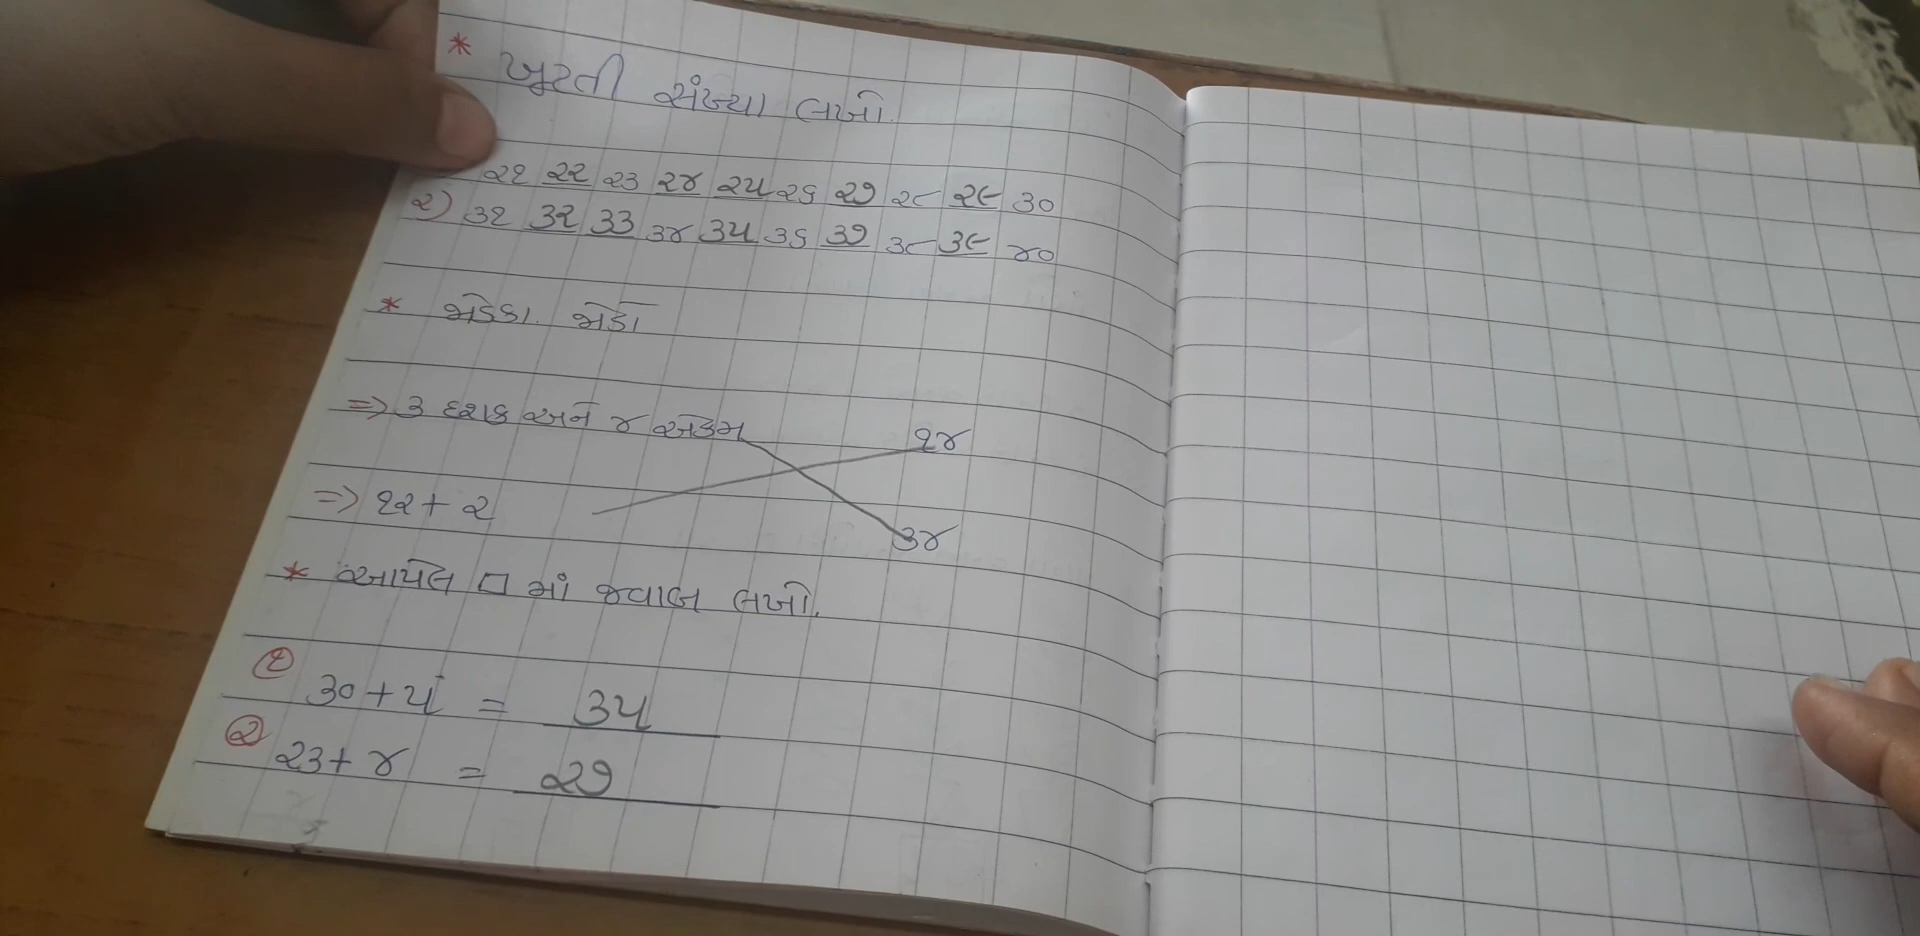 * ખૂટતી સંખ્યા લખો.
૨૧ ૨૨ ૨૩ ૨૪ ૨૫ ૨૬ ૨૭ ૨૮ ૨૯ ૩૦
૨) ૩૧ ૩૨ ૩૩ ૩૪ ૩૫ ૩૬ ૩૭ ૩૮ ૩૯ ૪૦
* જોડકા. જોડો
=> ૩ દશક અને ૪ એકમ ૧૪
=> ૧૨ + ૨ ૩૪
* આપેલ □ માં જવાબ લખો.
૧ ૩૦ + ૫ = ૩૫
૨ ૨૩ + ૪ = ૨૭